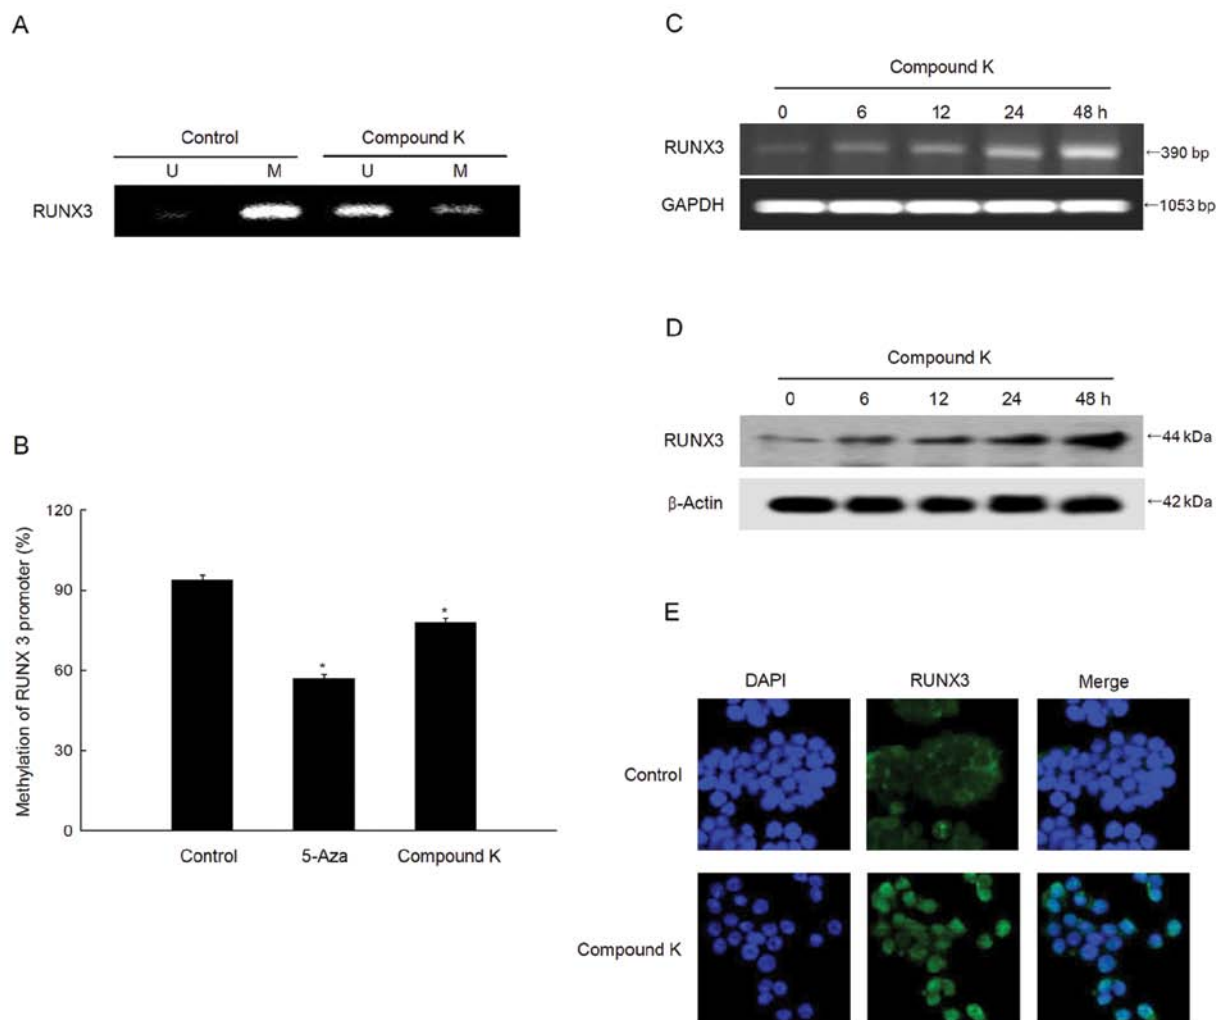 A
Control Compound K
U M U M
RUNX3
B
Methylation of RUNX 3 promoter (%)
120
90
60
30
0
* *
Control 5-Aza Compound K
C
Compound K
0 6 12 24 48 h
RUNX3 ←390 bp
GAPDH ←1053 bp
D
Compound K
0 6 12 24 48 h
RUNX3 ←44 kDa
β-Actin ←42 kDa
E
DAPI RUNX3 Merge
Control
Compound K